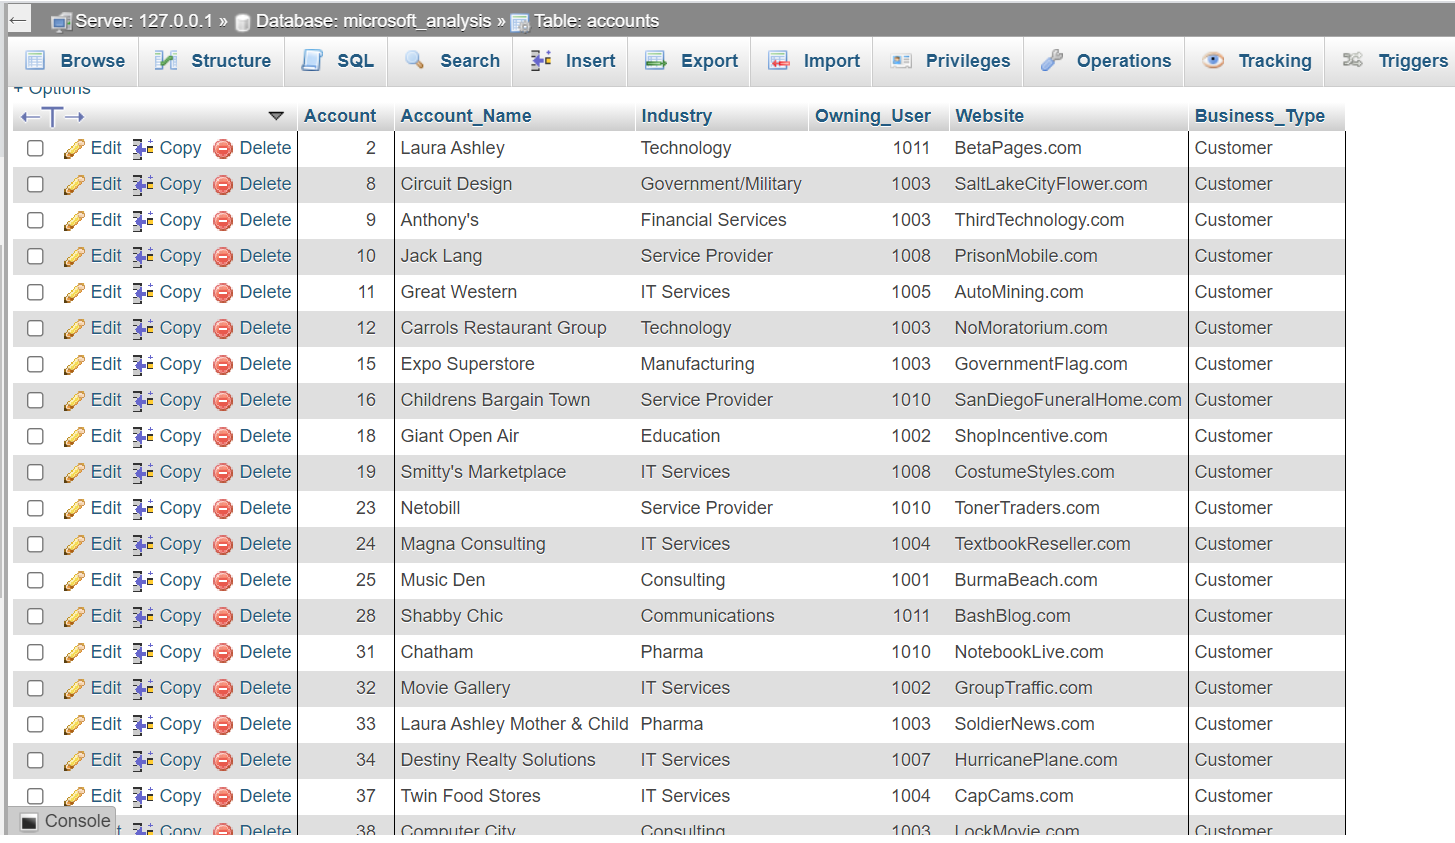 Server: 127.0.0.1 » Database: microsoft_analysis » Table: accounts
Browse Structure SQL Search Insert Export Import Privileges Operations Tracking Triggers
+ Options
Account Account_Name Industry Owning_User Website Business_Type
Edit Copy Delete 2 Laura Ashley Technology 1011 BetaPages.com Customer
Edit Copy Delete 8 Circuit Design Government/Military 1003 SaltLakeCityFlower.com Customer
Edit Copy Delete 9 Anthony's Financial Services 1003 ThirdTechnology.com Customer
Edit Copy Delete 10 Jack Lang Service Provider 1008 PrisonMobile.com Customer
Edit Copy Delete 11 Great Western IT Services 1005 AutoMining.com Customer
Edit Copy Delete 12 Carrols Restaurant Group Technology 1003 NoMoratorium.com Customer
Edit Copy Delete 15 Expo Superstore Manufacturing 1003 GovernmentFlag.com Customer
Edit Copy Delete 16 Childrens Bargain Town Service Provider 1010 SanDiegoFuneralHome.com Customer
Edit Copy Delete 18 Giant Open Air Education 1002 ShopIncentive.com Customer
Edit Copy Delete 19 Smitty's Marketplace IT Services 1008 CostumeStyles.com Customer
Edit Copy Delete 23 Netobill Service Provider 1010 TonerTraders.com Customer
Edit Copy Delete 24 Magna Consulting IT Services 1004 TextbookReseller.com Customer
Edit Copy Delete 25 Music Den Consulting 1001 BurmaBeach.com Customer
Edit Copy Delete 28 Shabby Chic Communications 1011 BashBlog.com Customer
Edit Copy Delete 31 Chatham Pharma 1010 NotebookLive.com Customer
Edit Copy Delete 32 Movie Gallery IT Services 1002 GroupTraffic.com Customer
Edit Copy Delete 33 Laura Ashley Mother & Child Pharma 1003 SoldierNews.com Customer
Edit Copy Delete 34 Destiny Realty Solutions IT Services 1007 HurricanePlane.com Customer
Edit Copy Delete 37 Twin Food Stores IT Services 1004 CapCams.com Customer
Console Copy Delete 38 Computer City Consulting 1003 LockMovie.com Customer